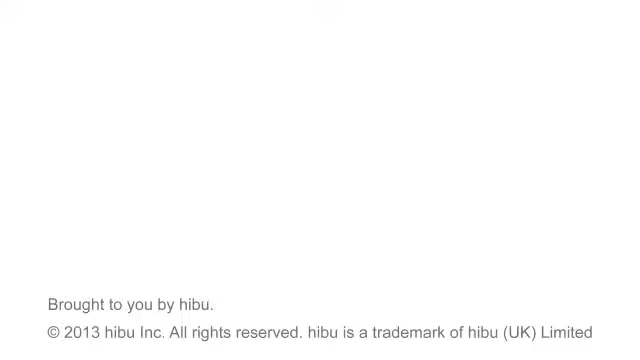 Brought to you by hibu.
© 2013 hibu Inc. All rights reserved. hibu is a trademark of hibu (UK) Limited